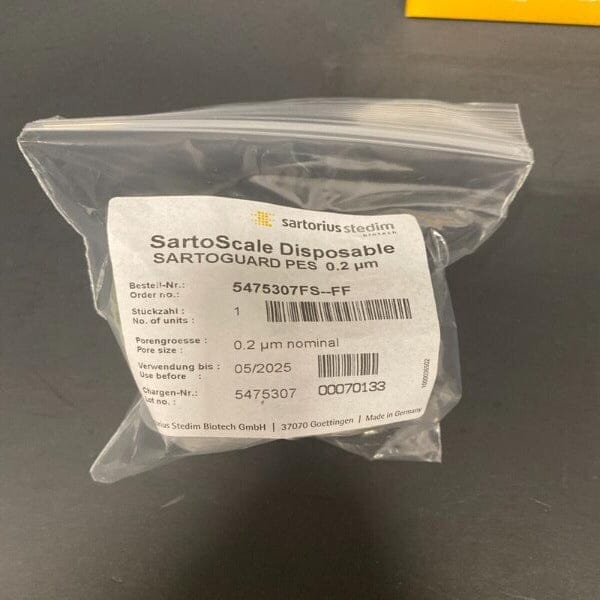 sartorius stedim
biotech
SartoScale Disposable
SARTOGUARD PES 0.2 µm
Bestell-Nr.:
Order no.: 5475307FS--FF
Stückzahl :
No. of units : 1
Porengroesse :
Pore size : 0.2 µm nominal
Verwendung bis : 05/2025
Use before :
Chargen-Nr.: 5475307 00070133
Lot no. :
Stedim Biotech GmbH | 37070 Goettingen | Made in Germany